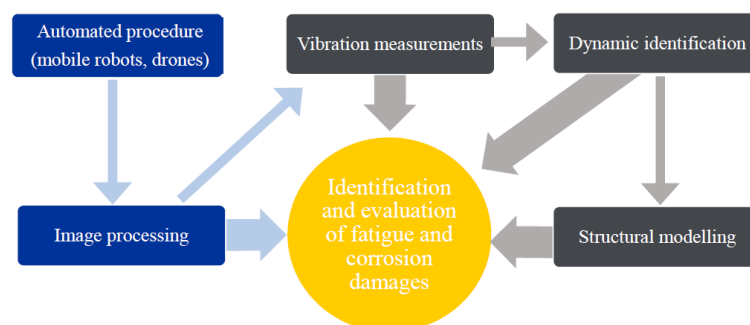 Automated procedure
(mobile robots, drones)
Vibration measurements
Dynamic identification
Identification
and evaluation
of fatigue and
corrosion
damages
Image processing
Structural modelling